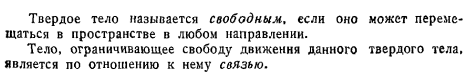 Твердое тело называется свободным, если оно может переме-
щаться в пространстве в любом направлении.
Тело, ограничивающее свободу движения данного твердого тела,
является по отношению к нему связью.